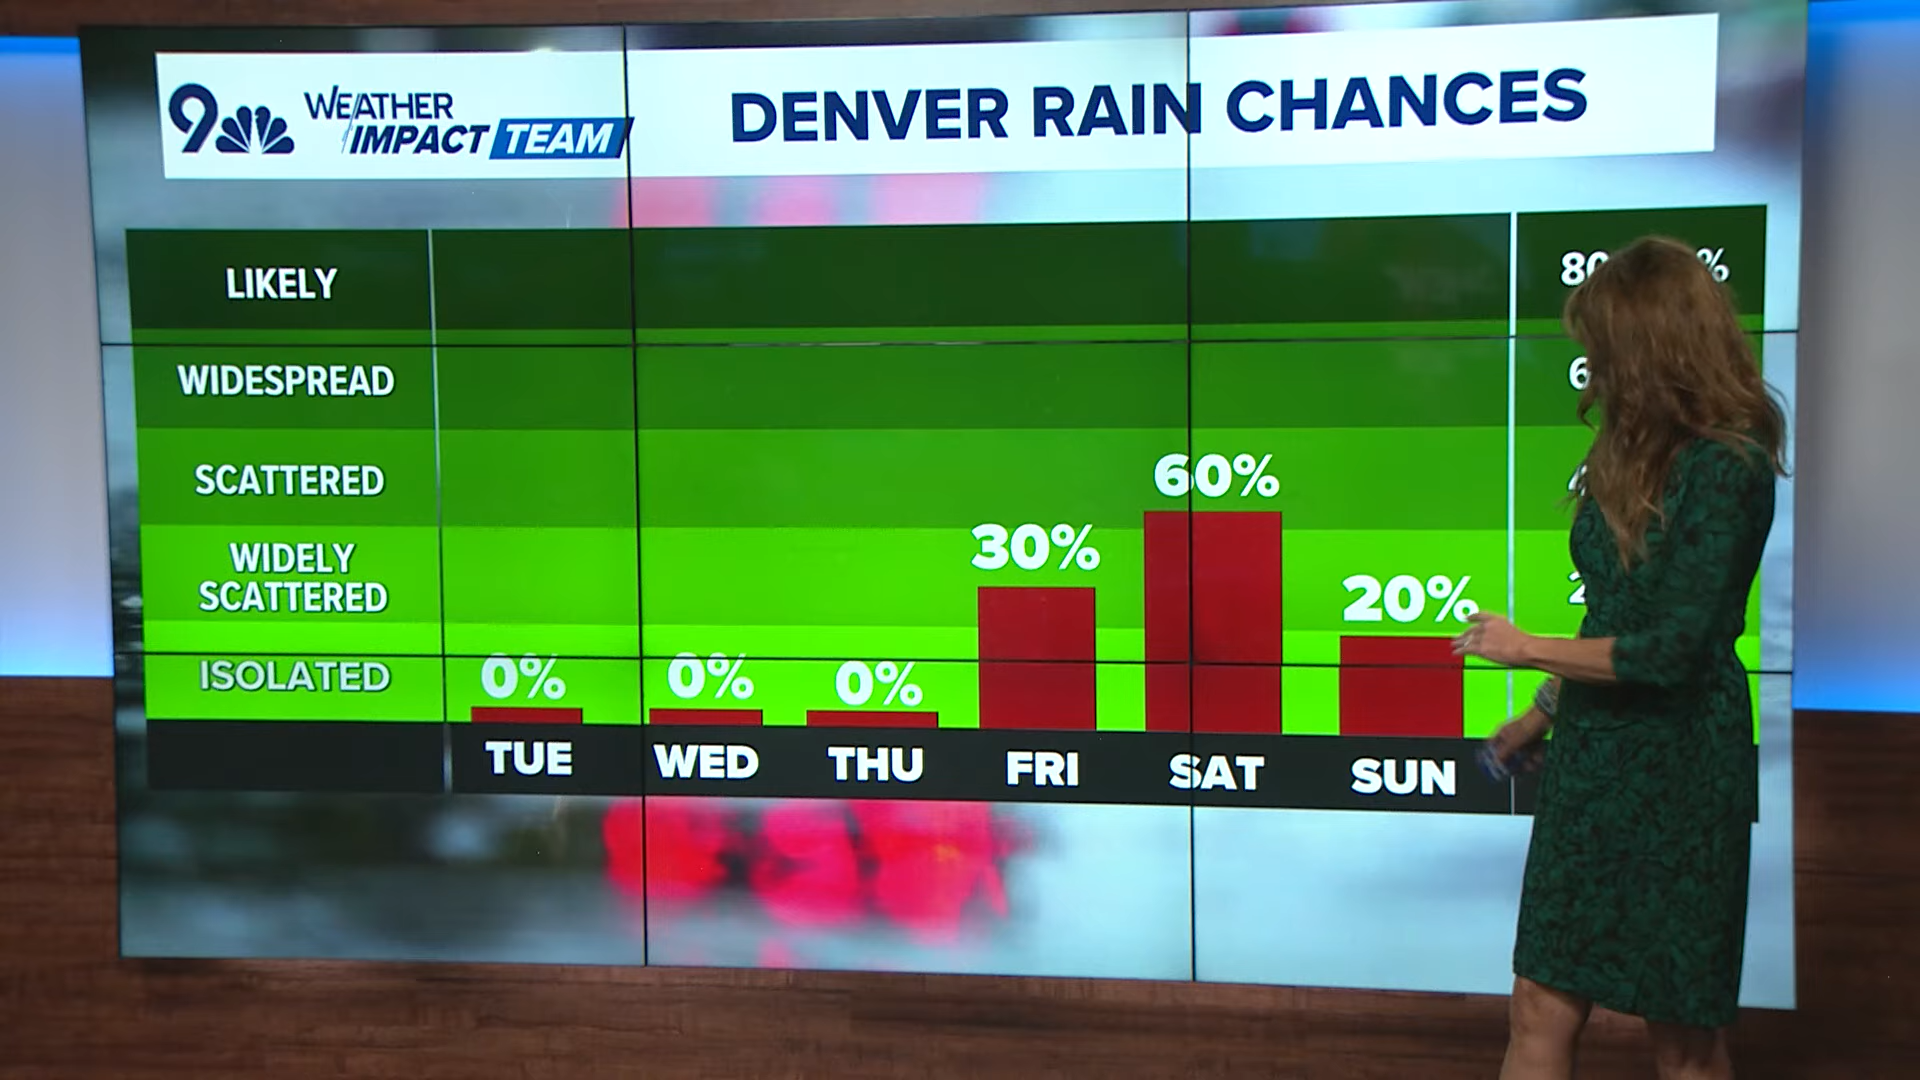 9
WEATHER
IMPACT TEAM
DENVER RAIN CHANCES
LIKELY
WIDESPREAD
SCATTERED
60%
30%
WIDELY
SCATTERED
20%
ISOLATED
0% 0% 0%
TUE WED THU FRI SAT SUN